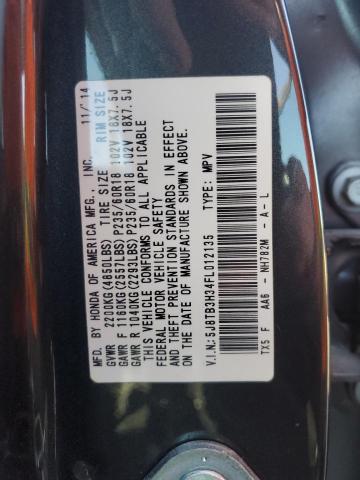 MFD. BY HONDA OF AMERICA MFG., INC. 11/14
GVWR 2200KG(4850LBS) TIRE SIZE RIM SIZE
GAWR F 1160KG(2557LBS) P235/60R18 102V 18X7.5J
GAWR R 1040KG(2293LBS) P235/60R18 102V 18X7.5J
THIS VEHICLE CONFORMS TO ALL APPLICABLE
FEDERAL MOTOR VEHICLE SAFETY
AND THEFT PREVENTION STANDARDS IN EFFECT
ON THE DATE OF MANUFACTURE SHOWN ABOVE.
V.I.N: 5J8TB3H34FL012135 TYPE: MPV
TX5 F AA6 - NH782M - A - L